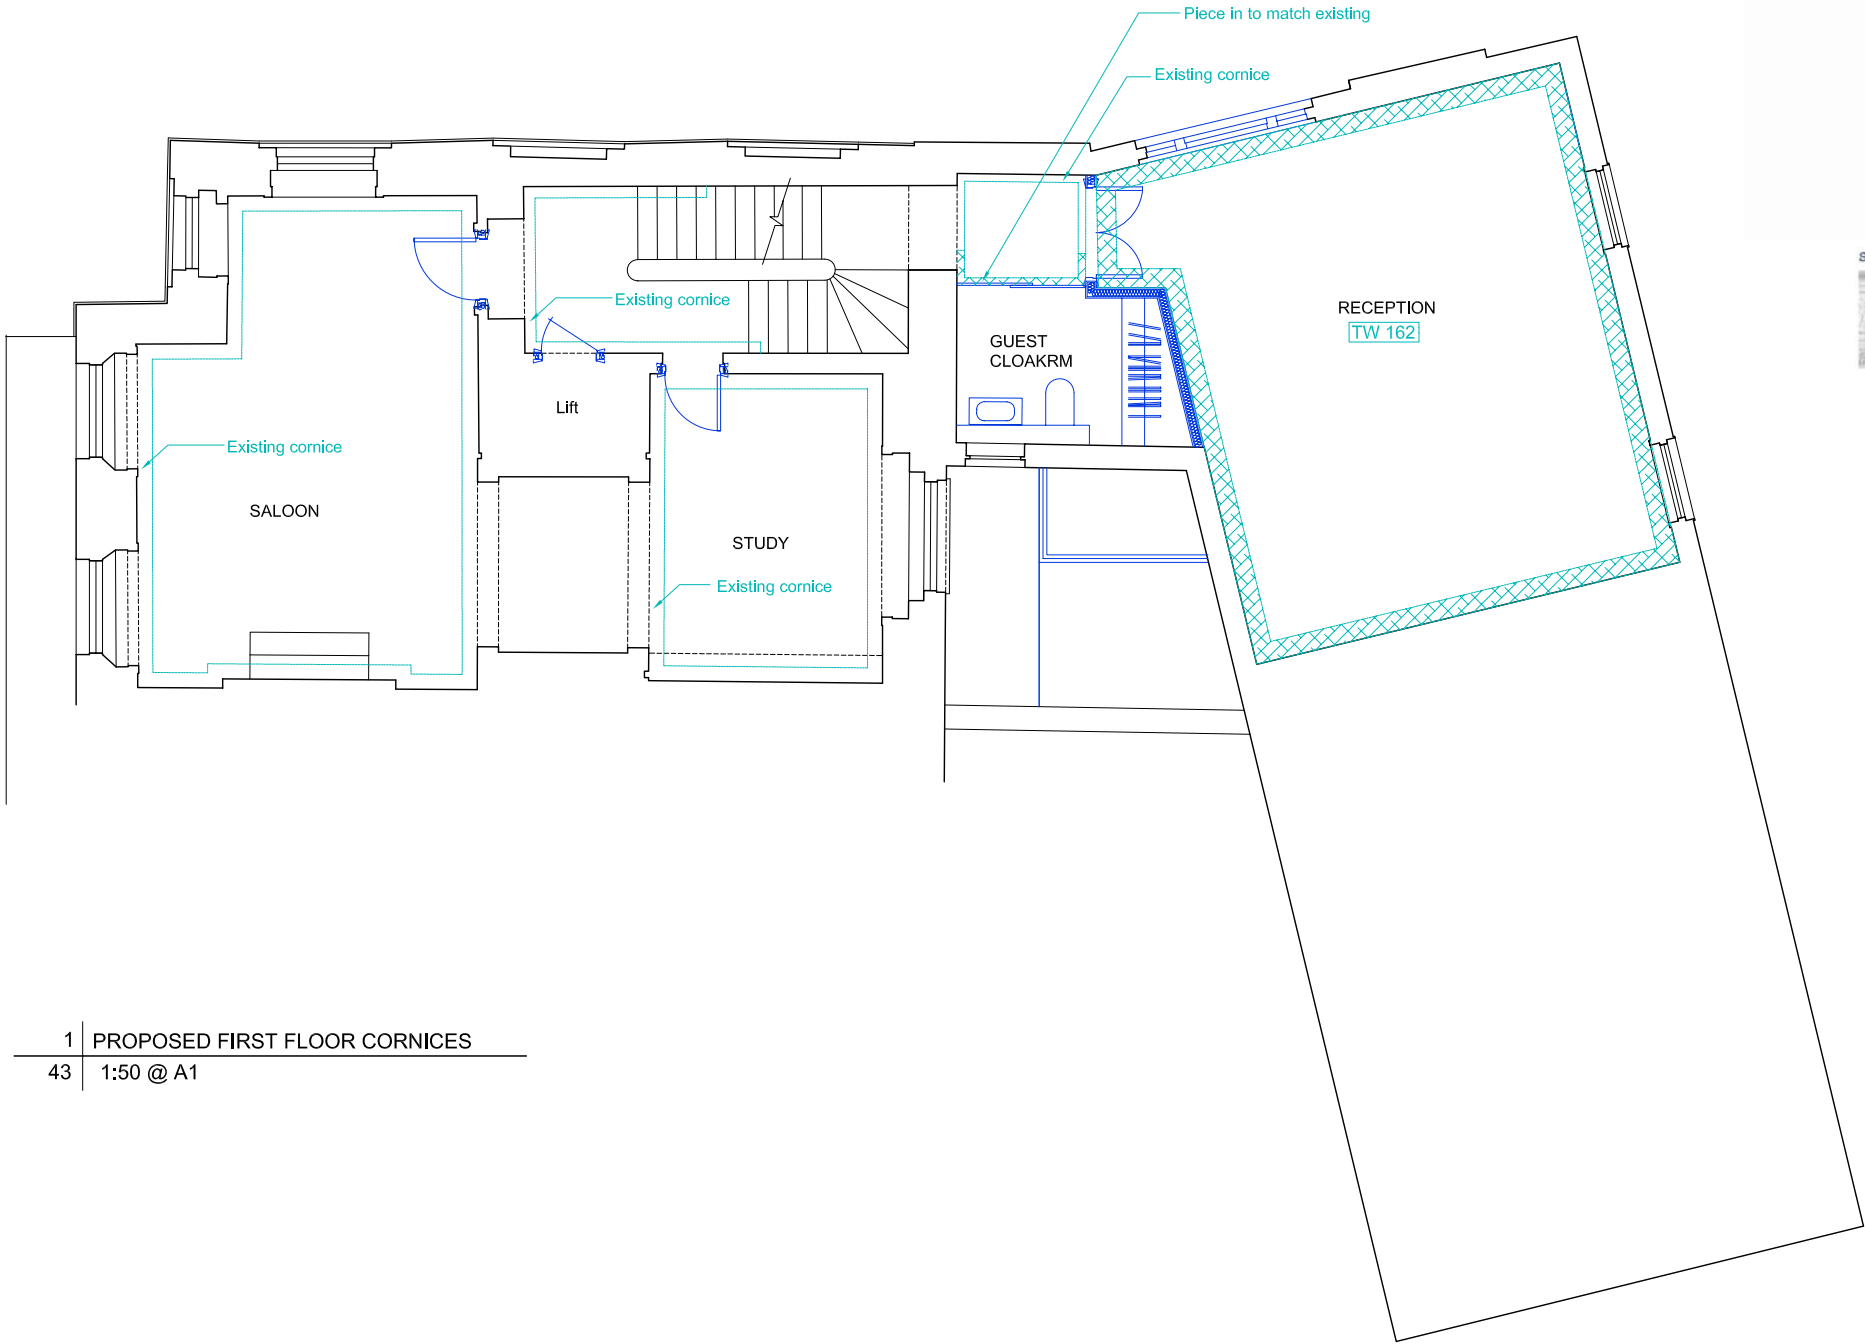 Piece in to match existing
Existing cornice
Existing cornice
RECEPTION
TW 162
GUEST
CLOAKRM
Lift
Existing cornice
SALOON
STUDY
Existing cornice
1 PROPOSED FIRST FLOOR CORNICES
43 1:50 @ A1